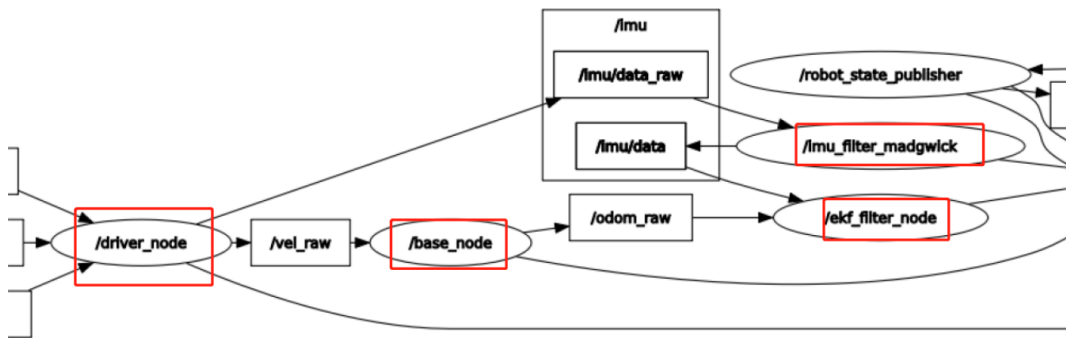 /imu
/imu/data_raw
/robot_state_publisher
/imu/data
/imu_filter_madgwick
/odom_raw
/ekf_filter_node
/driver_node
/vel_raw
/base_node